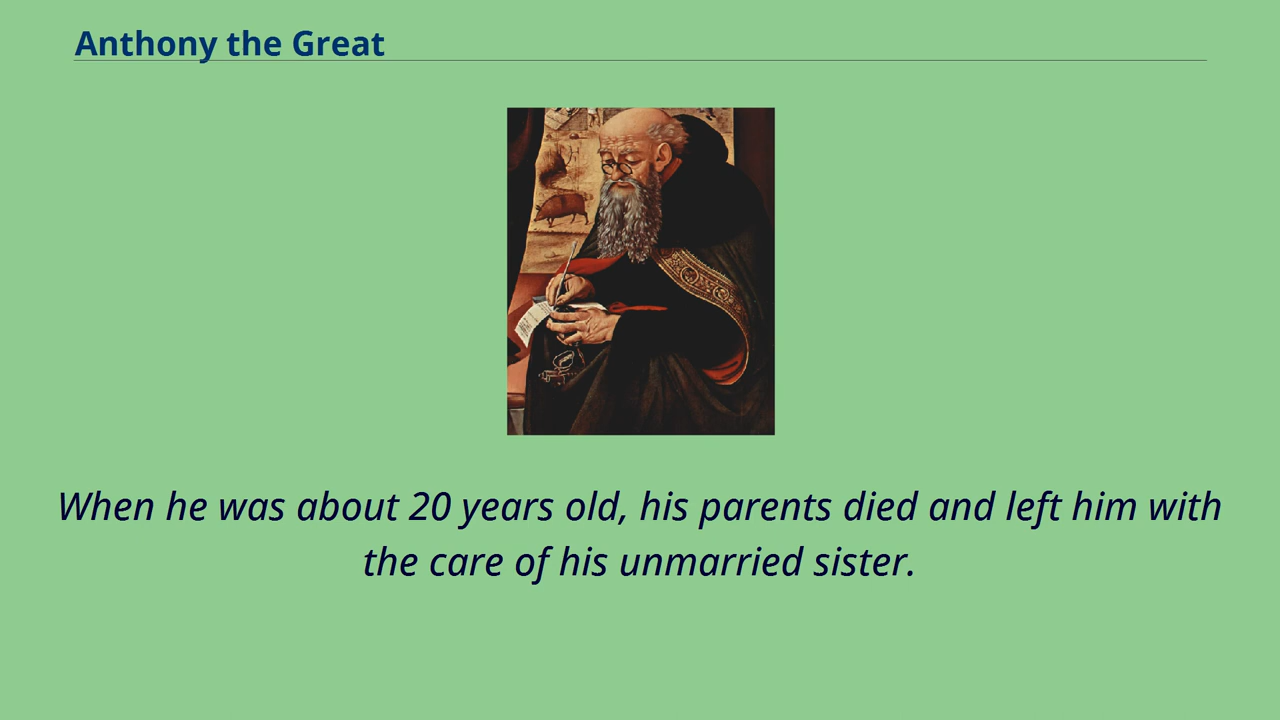 Anthony the Great
When he was about 20 years old, his parents died and left him with
the care of his unmarried sister.